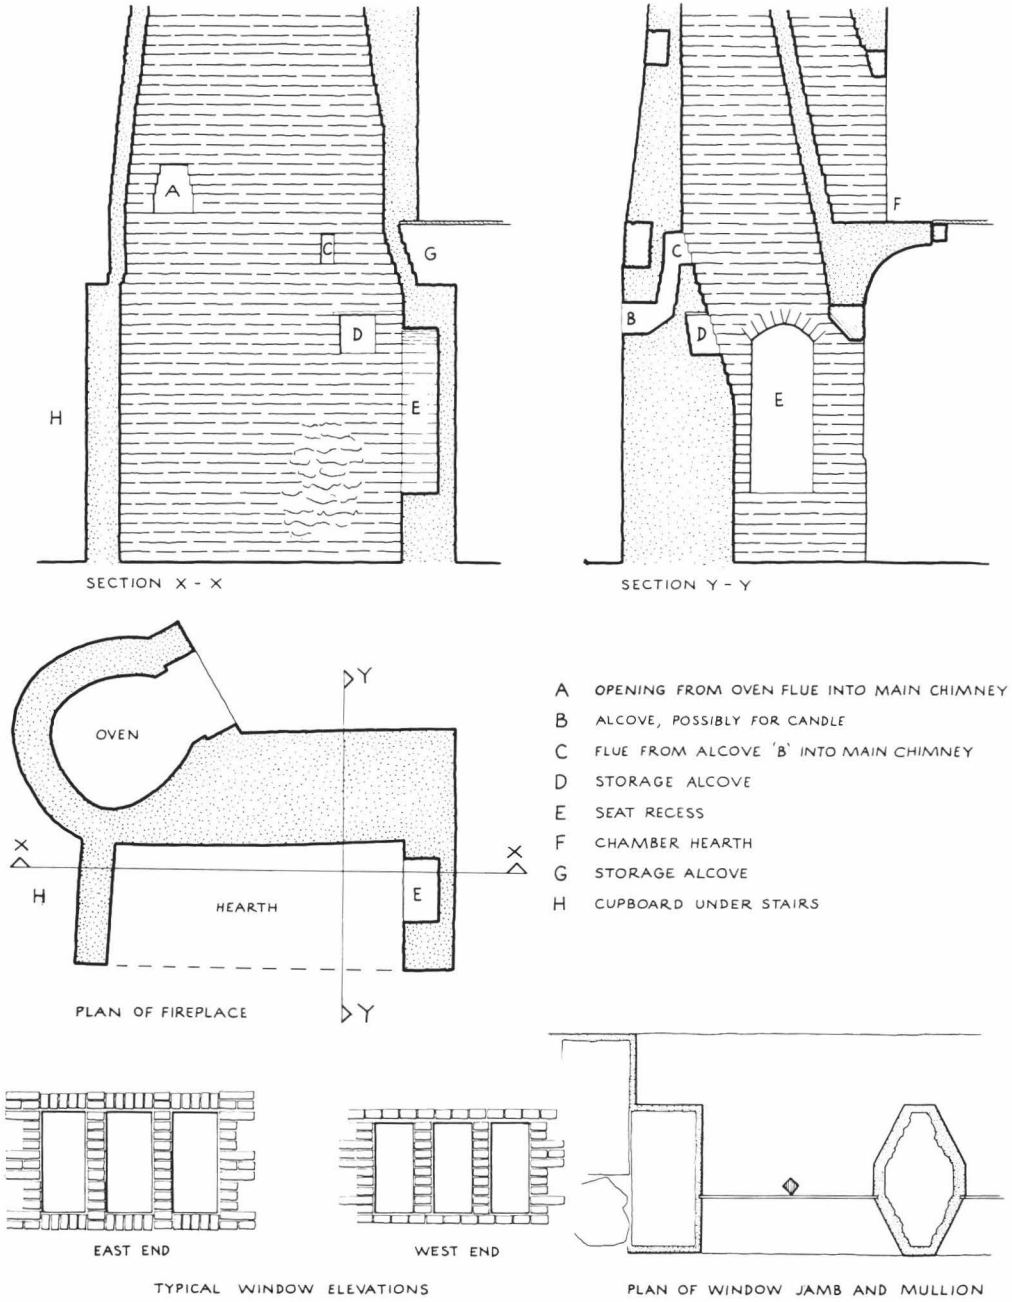 A
C
G
D
E
H
SECTION X - X
F
C
B
D
E
SECTION Y - Y
OVEN
Y
X
X
H
HEARTH
E
PLAN OF FIREPLACE
Y
A OPENING FROM OVEN FLUE INTO MAIN CHIMNEY
B ALCOVE, POSSIBLY FOR CANDLE
C FLUE FROM ALCOVE 'B' INTO MAIN CHIMNEY
D STORAGE ALCOVE
E SEAT RECESS
F CHAMBER HEARTH
G STORAGE ALCOVE
H CUPBOARD UNDER STAIRS
EAST END
WEST END
TYPICAL WINDOW ELEVATIONS
PLAN OF WINDOW JAMB AND MULLION